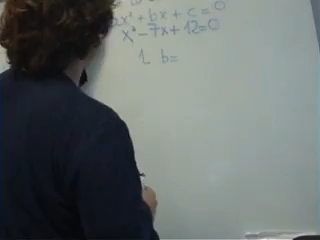 ax² + bx + c = 0
x² - 7x + 12 = 0
1 b=